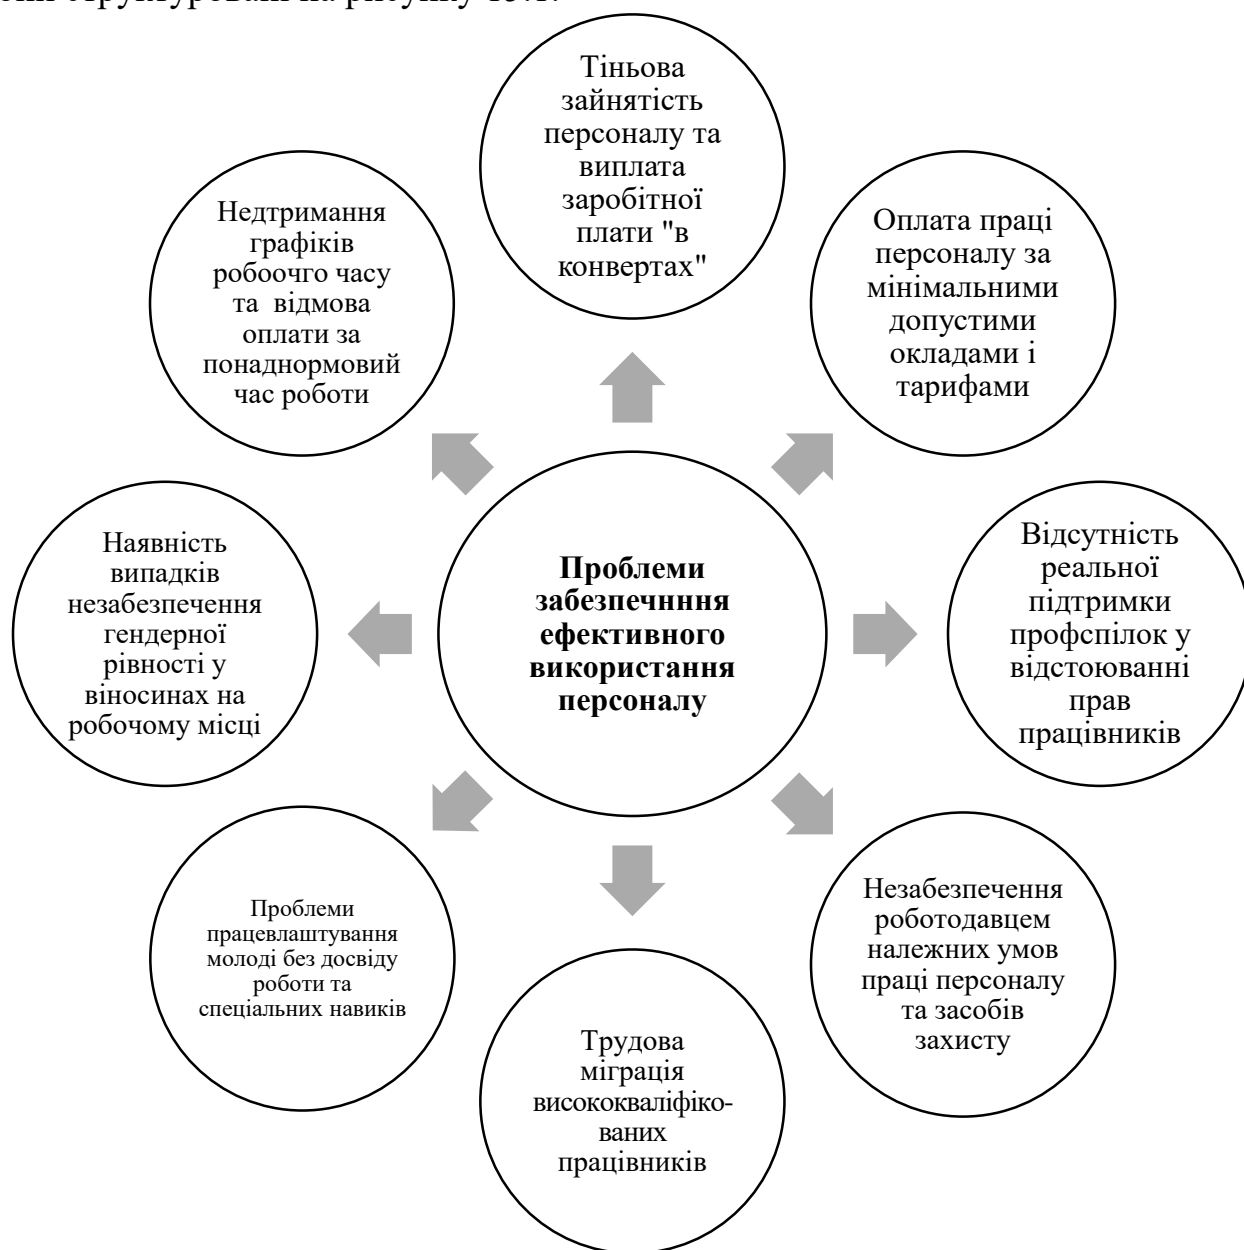 структуровані на рисунку
Тіньова
зайнятість
персоналу та
виплата
заробітної
плати "в
конвертах"
Оплата праці
персоналу за
мінімальними
допустими
окладами і
тарифами
Відсутність
реальної
підтримки
профспілок у
відстоюванні
прав
працівників
Незабезпечення
роботодавцем
належних умов
праці персоналу
та засобів
захисту
Трудова
міграція
висококваліфіко-
ваних
працівників
Проблеми
працевлаштування
молоді без досвіду
роботи та
спеціальних навиків
Наявність
випадків
незабезпечення
гендерної
рівності у
віносинах на
робочому місці
Недтримання
графіків
робоочго часу
та відмова
оплати за
понаднормовий
час роботи
Проблеми
забезпечнння
ефективного
використання
персоналу